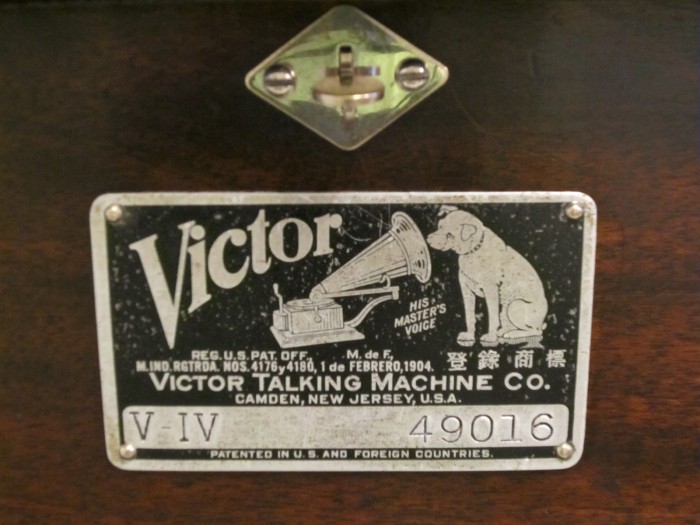 Victor
HIS
MASTER'S
VOICE
REG. U.S. PAT. OFF. M. de F.,
M.IND. RGTRDA. NOS. 4176 y 4180, 1 de FEBRERO, 1904. 登錄商標
VICTOR TALKING MACHINE CO.
CAMDEN, NEW JERSEY, U.S.A.
V-IV 49016
PATENTED IN U. S. AND FOREIGN COUNTRIES.